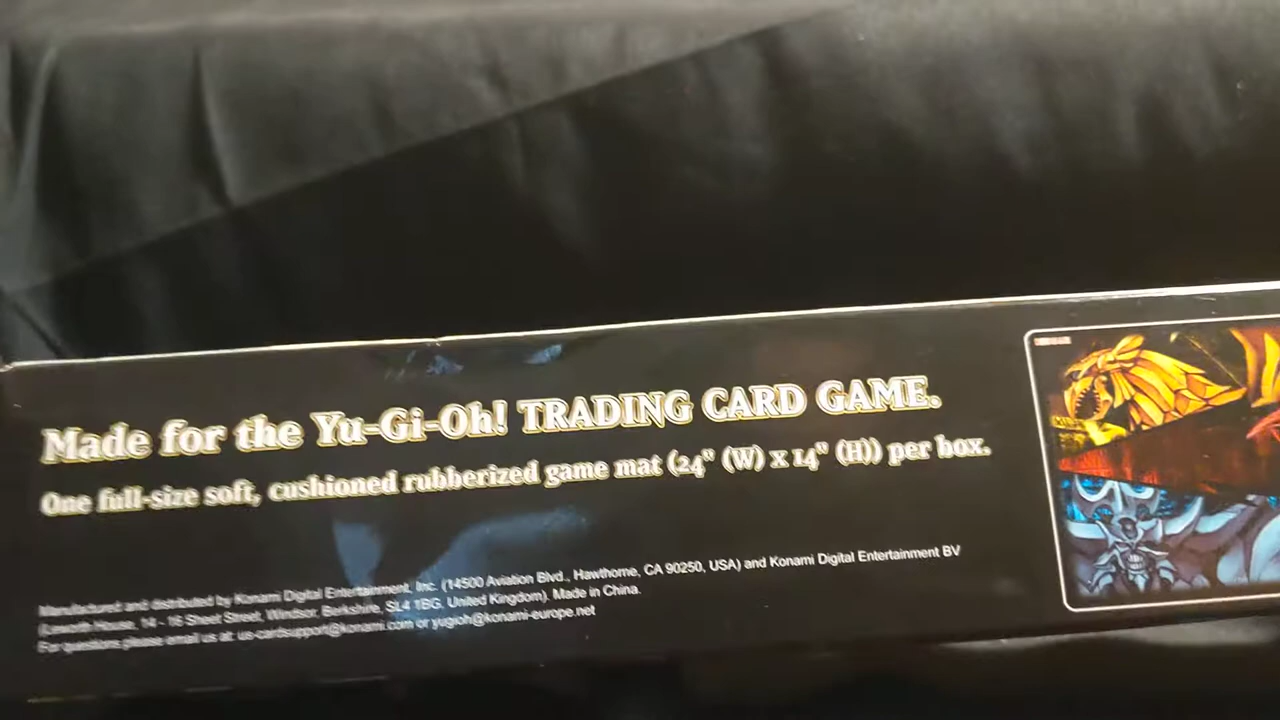 Made for the Yu-Gi-Oh! TRADING CARD GAME.
One full-size soft, cushioned rubberized game mat (24" (W) x 14" (H)) per box.
Manufactured and distributed by Konami Digital Entertainment, Inc. (14500 Aviation Blvd., Hawthorne, CA 90250, USA) and Konami Digital Entertainment BV
House, 14 - 16 Sheet Street, Windsor, Berkshire, SL4 1BG, United Kingdom). Made in China.
For questions please email us at: us-cardsupport@konami.com or yugioh@konami-europe.net